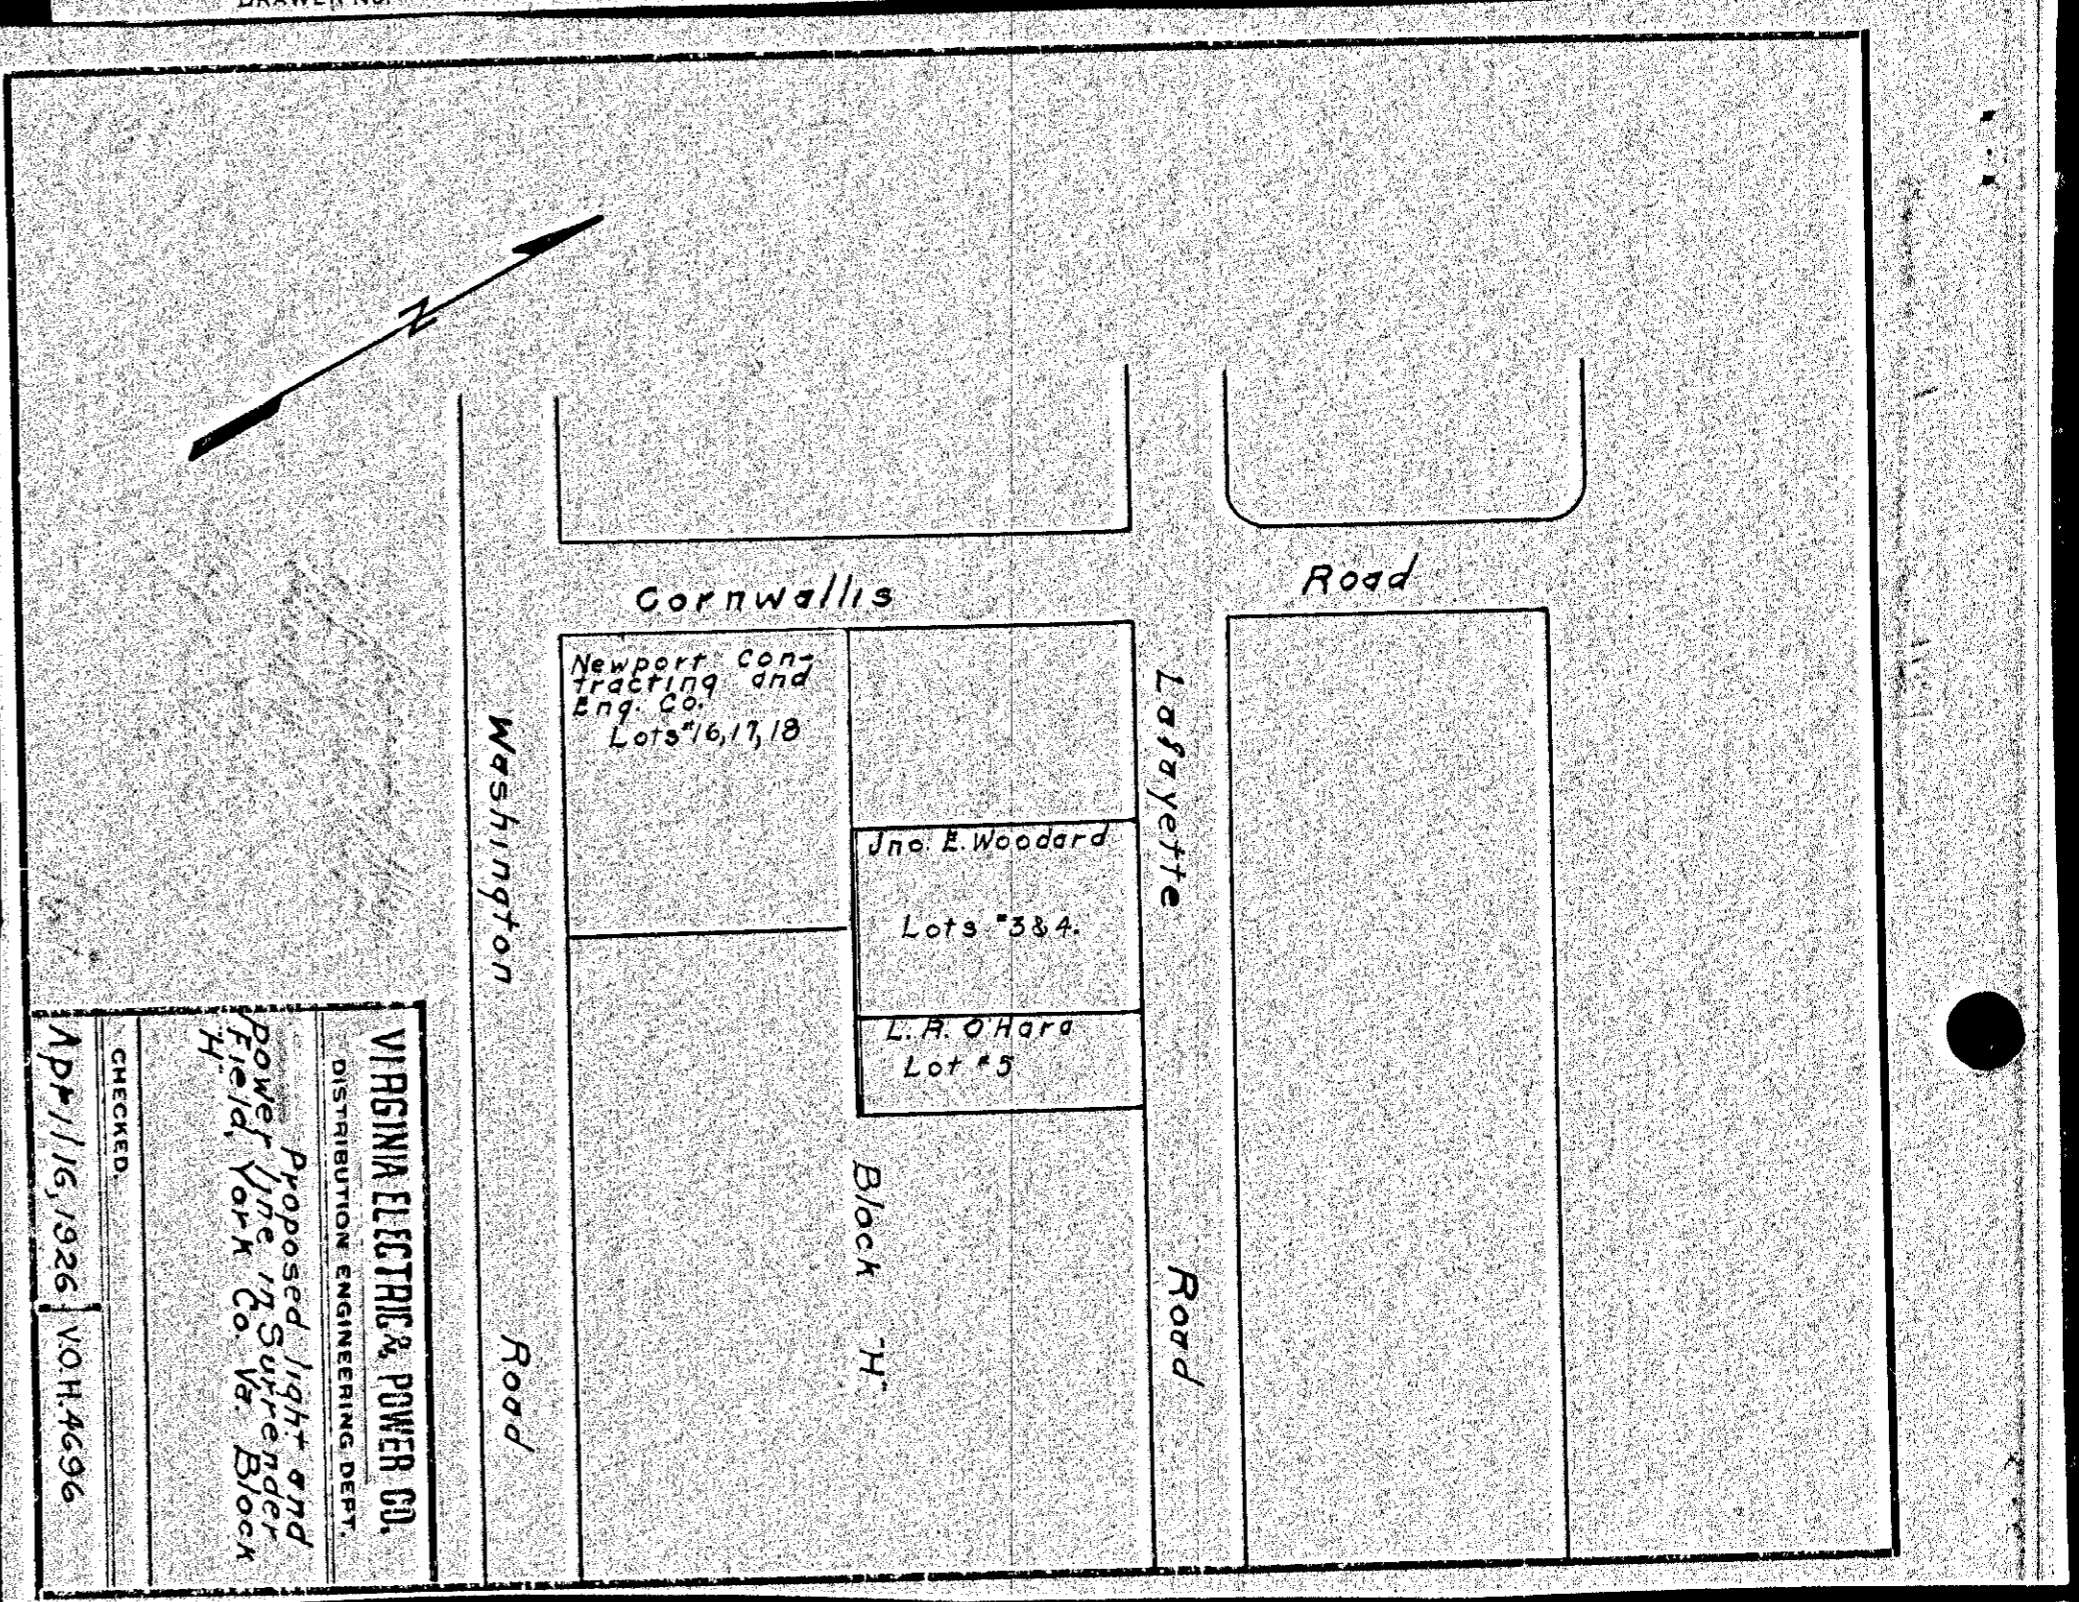 DRAWER NO.
Cornwallis Road
Newport Con-
tracting and
Eng. Co.
Lots #16, 17, 18
Jno. E. Woodard
Lots #3 & 4.
L. A. O'Hara
Lot #5
Washington Road
Lafayette Road
Block "H"
N
VIRGINIA ELECTRIC & POWER CO.
DISTRIBUTION ENGINEERING DEPT.
Proposed light and
power line in Surrender
Field, York Co. Va. Block
"H"
CHECKED.
April 16, 1926 V.O.H. 4696